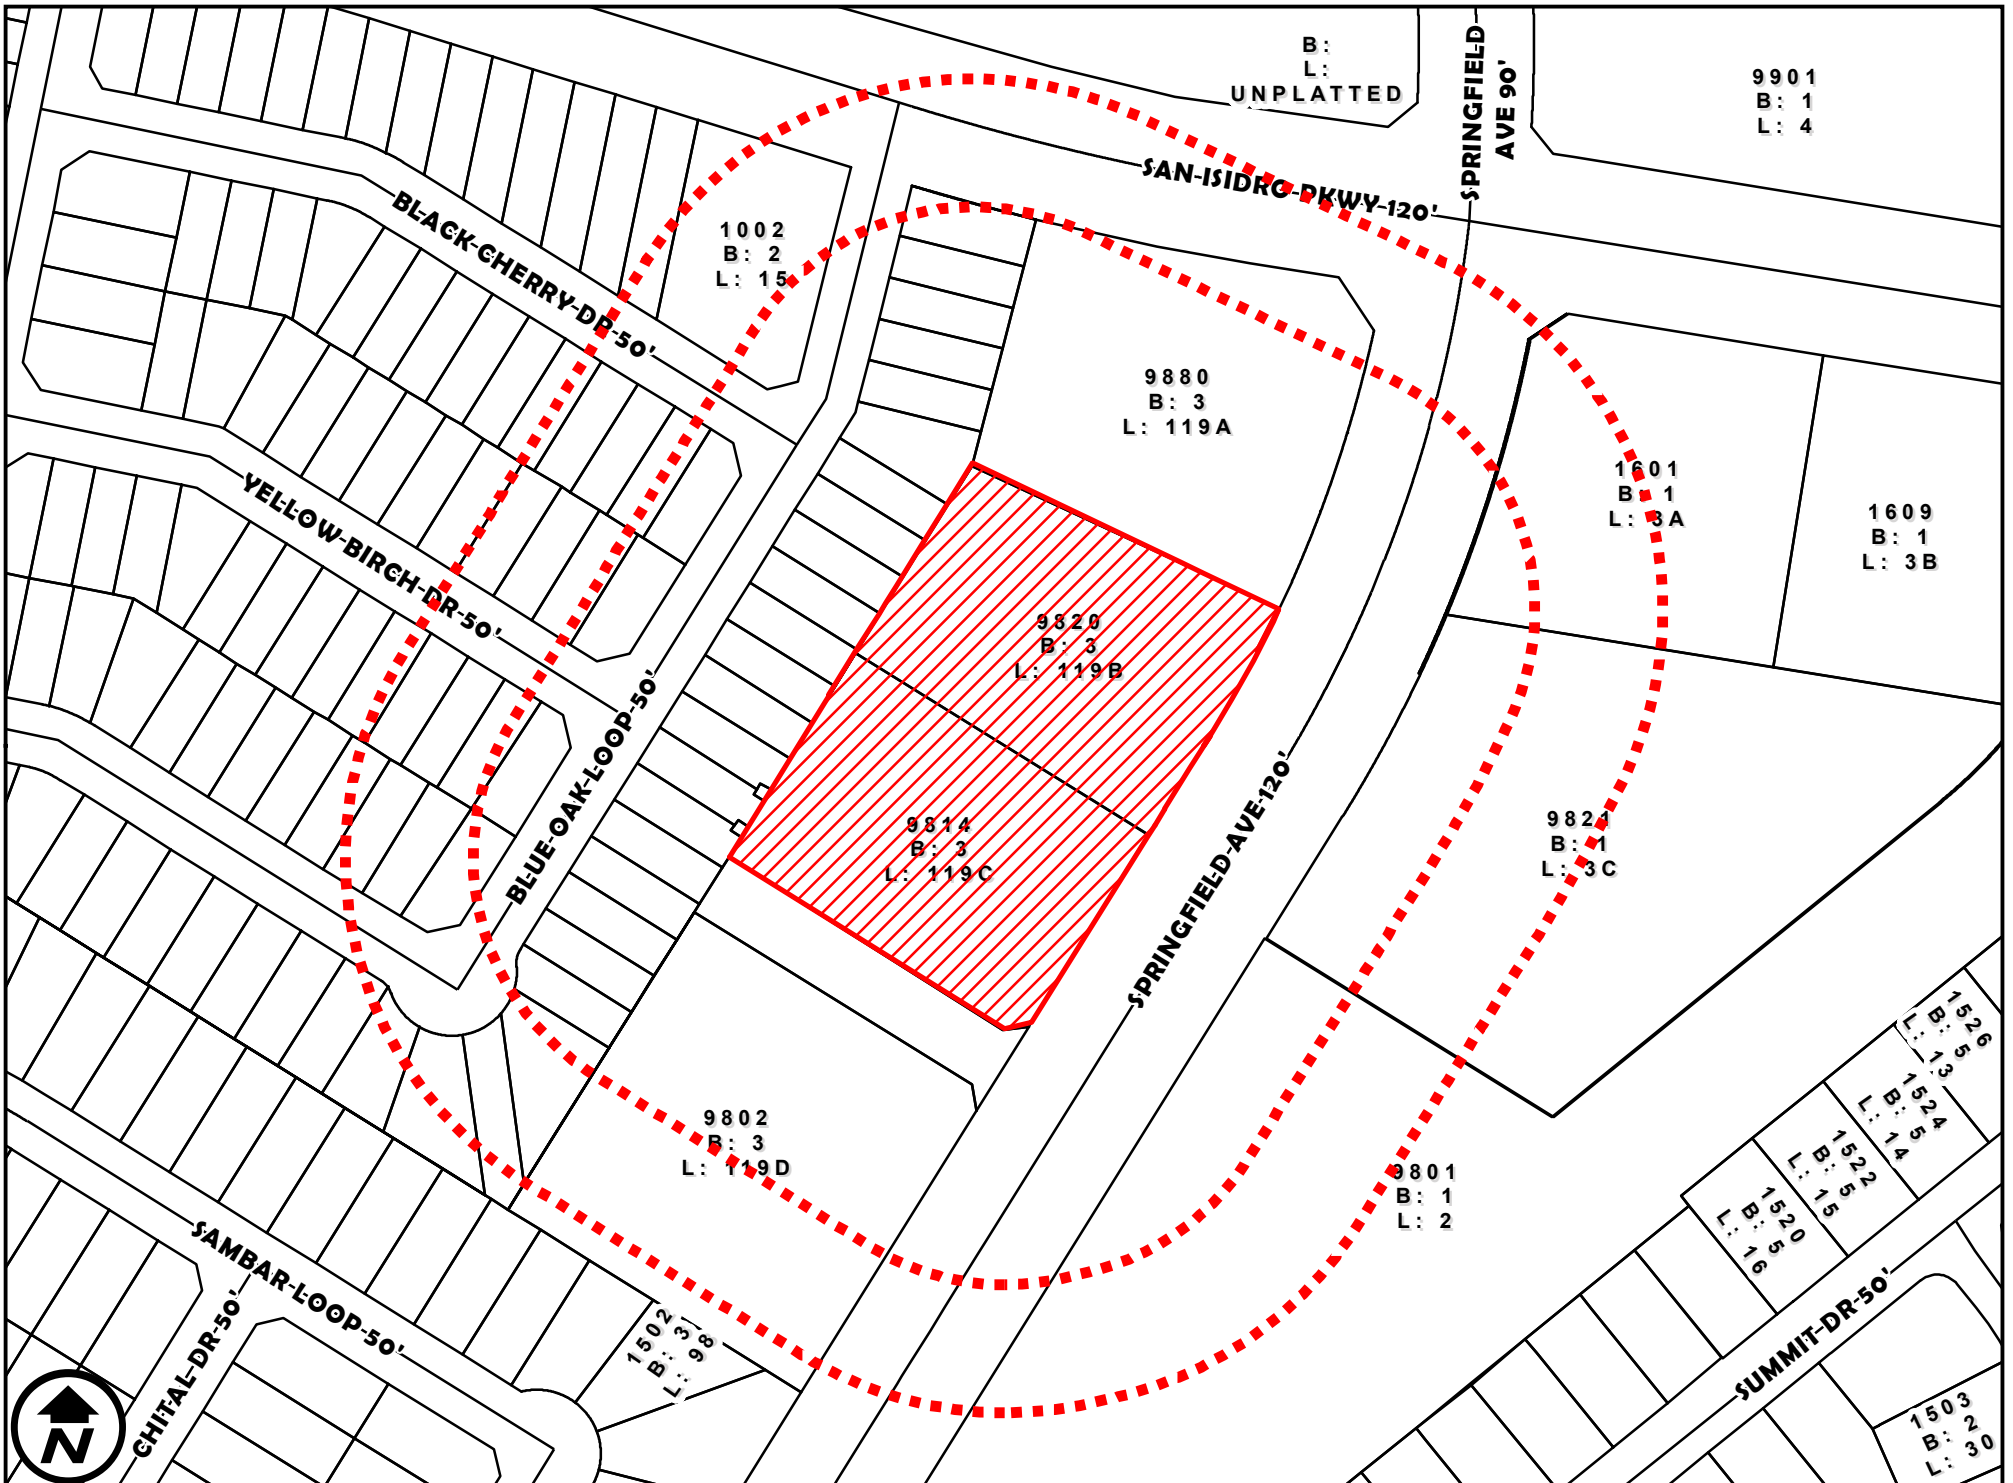 B:
L:
UNPLATTED
SPRINGFIELD
AVE 90'
9901
B: 1
L: 4
SAN ISIDRO PKWY 120'
BLACK CHERRY DR 50'
1002
B: 2
L: 15
9880
B: 3
L: 119A
1601
B: 1
L: 3A
1609
B: 1
L: 3B
YELLOW BIRCH DR 50'
9820
B: 3
L: 119B
BLUE OAK LOOP 50'
9814
B: 3
L: 119C
SPRINGFIELD AVE 120'
9821
B: 1
L: 3C
1526
B: 5
L: 13
1524
B: 5
L: 14
1522
B: 5
L: 15
1520
B: 5
L: 16
9802
B: 3
L: 119D
9801
B: 1
L: 2
SAMBAR LOOP 50'
CHITAL DR 50'
1502
B: 3
L: 98
SUMMIT DR 50'
1503
B: 2
L: 30
N